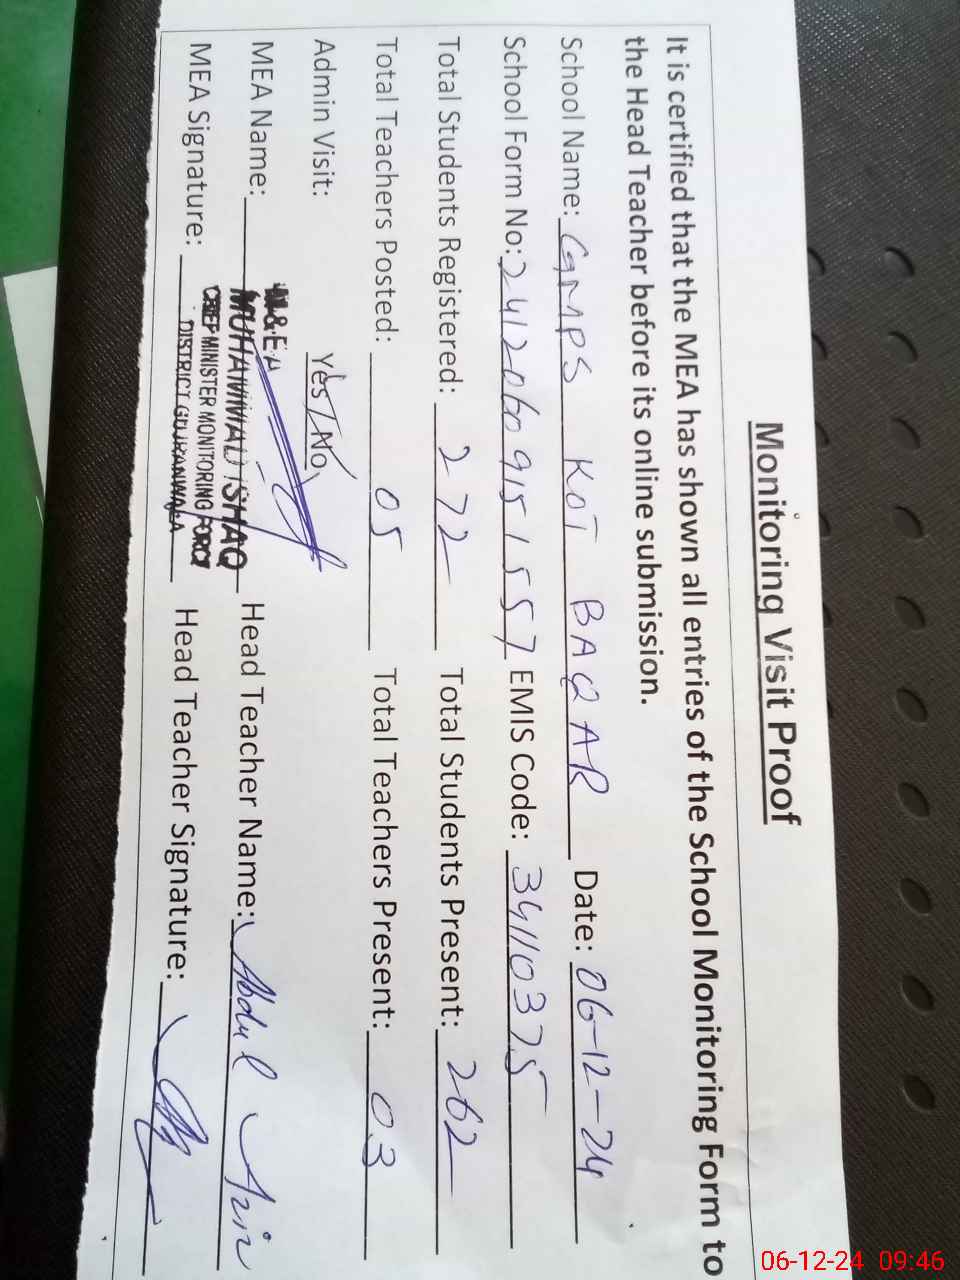 Monitoring Visit Proof
It is certified that the MEA has shown all entries of the School Monitoring Form to
the Head Teacher before its online submission.
School Name: GMPS KOT BAQAR Date: 06-12-24
School Form No: 24120609151557 EMIS Code: 34110375
Total Students Registered: 272 Total Students Present: 262
Total Teachers Posted: 05 Total Teachers Present: 03
Admin Visit: Yes/No
M&EA
MEA Name: MUHAMMAD ISHAQ Head Teacher Name: Abdul Aziz
CHIEF MINISTER MONITORING FORCE
MEA Signature: DISTRICT GUJRANWALA Head Teacher Signature:
06-12-24 09:46